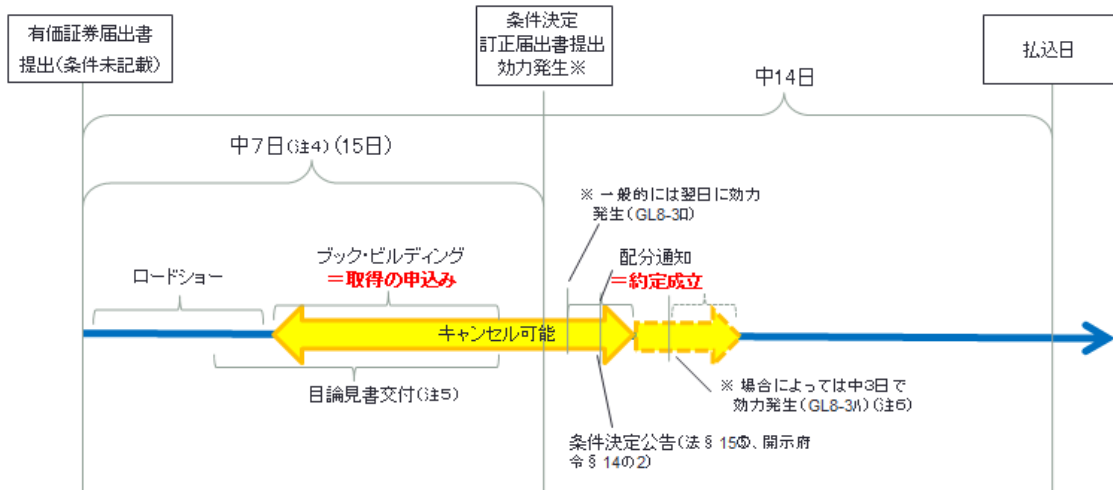 有価証券届出書
提出(条件未記載)
条件決定
訂正届出書提出
効力発生※
払込日
中14日
中7日(注4) (15日)
※ 一般的には翌日に効力
発生(GL8-3ロ)
ブック・ビルディング
=取得の申込み
配分通知
=約定成立
ロードショー
キャンセル可能
目論見書交付(注5)
※ 場合によっては中3日で
効力発生(GL8-3ハ)(注6)
条件決定公告(法§15⑤、開示府
令§14の2)